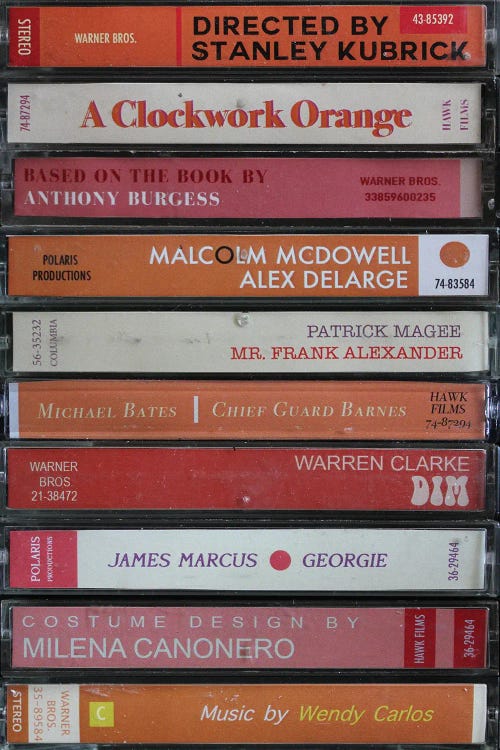 STEREO
WARNER BROS.
DIRECTED BY
STANLEY KUBRICK
43-85392
74-87294
A Clockwork Orange
HAWK
FILMS
BASED ON THE BOOK BY
ANTHONY BURGESS
WARNER BROS.
33859600235
POLARIS
PRODUCTIONS
MALCOLM MCDOWELL
ALEX DELARGE
74-83584
56-35232
COLUMBIA
PATRICK MAGEE
MR. FRANK ALEXANDER
MICHAEL BATES | CHIEF GUARD BARNES
HAWK
FILMS
74-87294
WARNER
BROS
21-38472
WARREN CLARKE
DIM
POLARIS
PRODUCTIONS
JAMES MARCUS GEORGIE
36-29464
COSTUME DESIGN BY
MILENA CANONERO
HAWK FILMS
36-29464
STEREO
WARNER
BROS.
35-89584
C
Music by Wendy Carlos